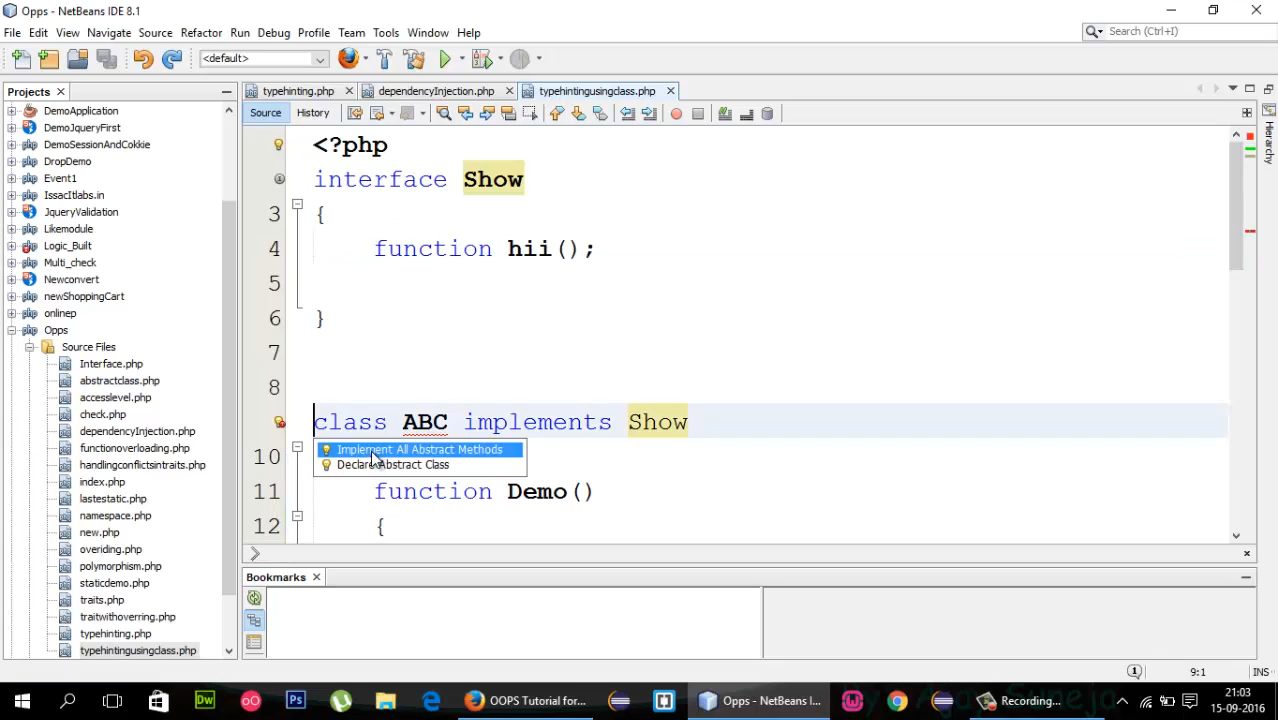 Opps - NetBeans IDE 8.1
File Edit View Navigate Source Refactor Run Debug Profile Team Tools Window Help
Search (Ctrl+I)
<default>
Projects
typehinting.php dependencyInjection.php typehintingusingclass.php
Source History
DemoApplication
DemoJqueryFirst
DemoSessionAndCokkie
DropDemo
Event1
IssacItlabs.in
JqueryValidation
Likemodule
Logic_Built
Multi_check
Newconvert
newShoppingCart
onlinep
Opps
Source Files
Interface.php
abstractclass.php
accesslevel.php
check.php
dependencyInjection.php
functionoverloading.php
handlingconflictsintraits.php
index.php
lastestatic.php
namespace.php
new.php
overiding.php
polymorphism.php
staticdemo.php
traits.php
traitwithoverring.php
typehinting.php
typehintingusingclass.php
<?php
interface Show
3 {
4 function hii();
5
6 }
7
8
class ABC implements Show
Implement All Abstract Methods
10
Declare Abstract Class
11 function Demo()
12 {
Hierarchy
Bookmarks
1 9:1 INS
OOPS Tutorial for... Opps - NetBeans I... Recording...
21:03
15-09-2016